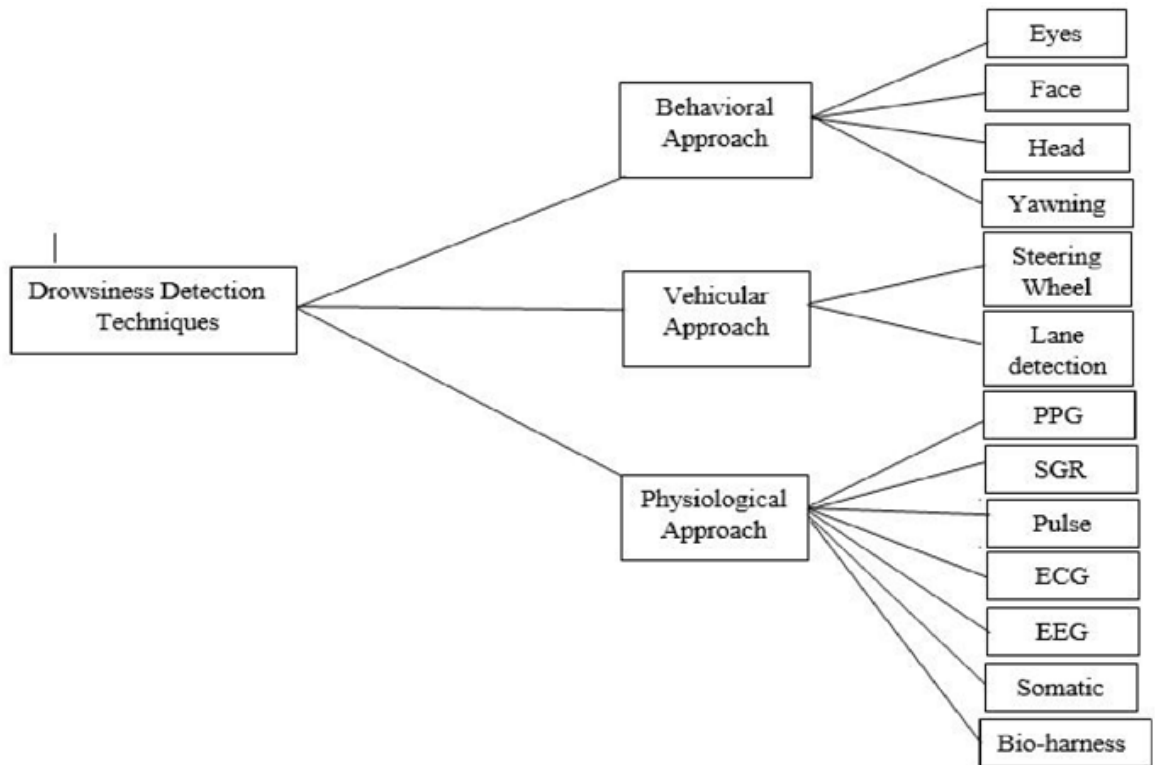 Eyes
Face
Behavioral
Approach
Head
Yawning
Drowsiness Detection
Techniques
Vehicular
Approach
Steering
Wheel
Lane
detection
PPG
SGR
Physiological
Approach
Pulse
ECG
EEG
Somatic
Bio-harness